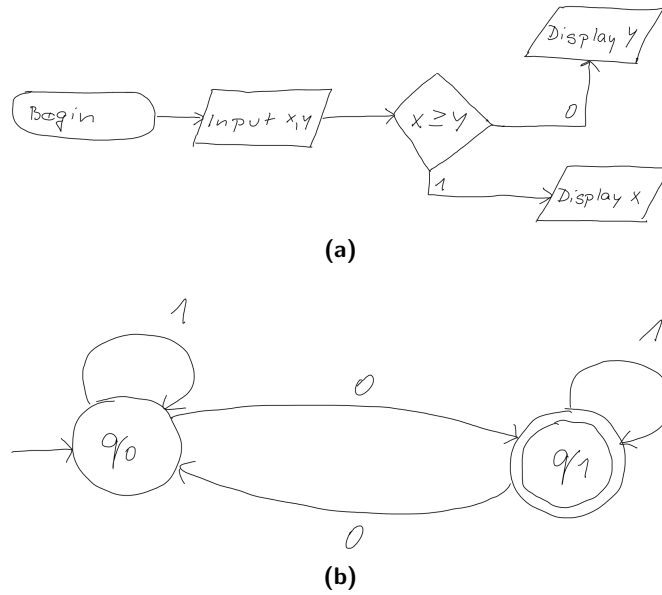 Display Y
Begin
Input x,y
x ≥ y
0
1
Display x
(a)
1
1
0
q0
q1
0
(b)